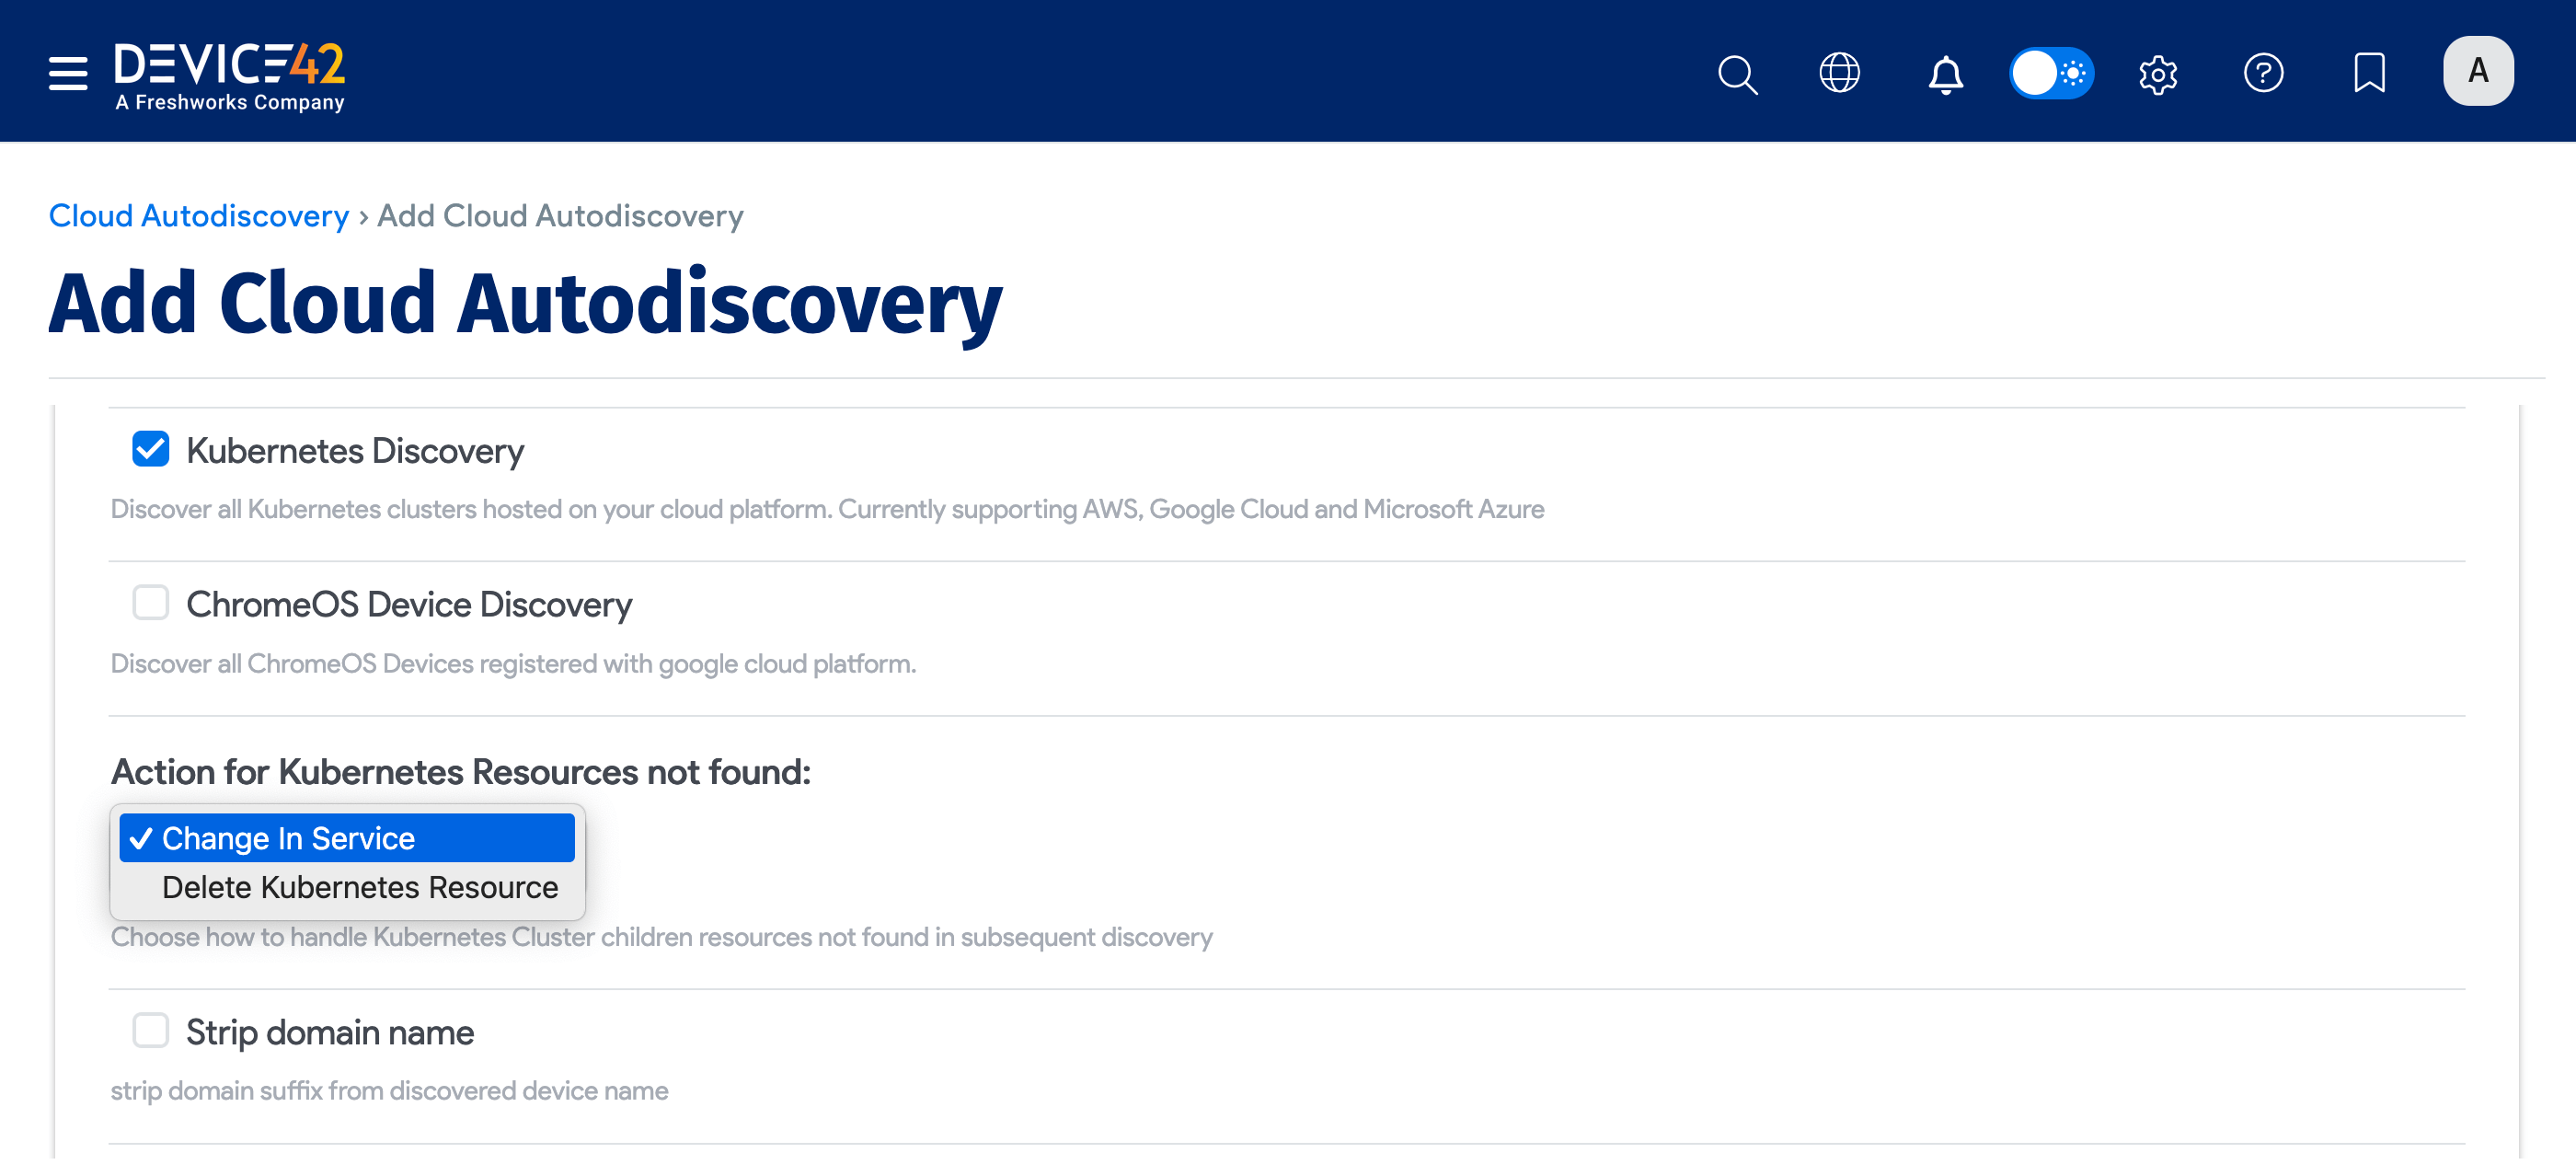 DEVICE42
A Freshworks Company
A
Cloud Autodiscovery › Add Cloud Autodiscovery
Add Cloud Autodiscovery
Kubernetes Discovery
Discover all Kubernetes clusters hosted on your cloud platform. Currently supporting AWS, Google Cloud and Microsoft Azure
ChromeOS Device Discovery
Discover all ChromeOS Devices registered with google cloud platform.
Action for Kubernetes Resources not found:
✓ Change In Service
Delete Kubernetes Resource
Choose how to handle Kubernetes Cluster children resources not found in subsequent discovery
Strip domain name
strip domain suffix from discovered device name